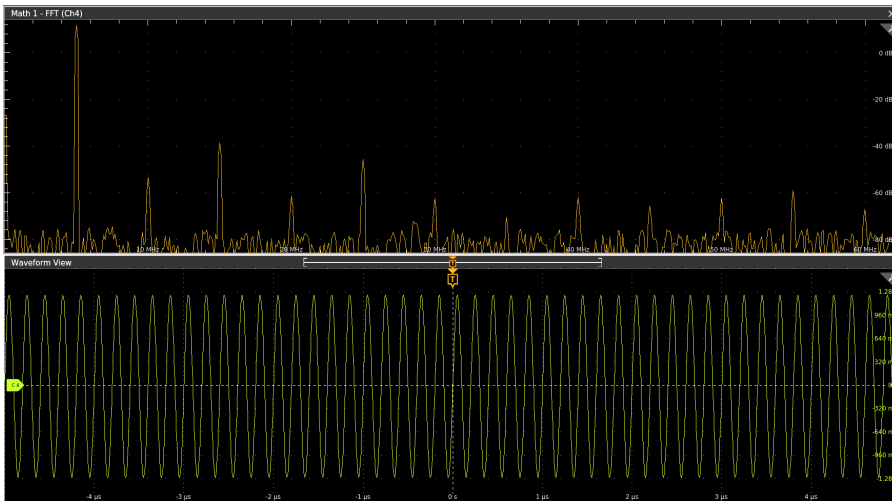 Math 1 - FFT (Ch4)
0 dB
-20 dB
-40 dB
-60 dB
10 MHz 20 MHz 30 MHz 40 MHz 50 MHz 60 MHz
Waveform View
T
1.28
960 m
640 m
320 m
C4
-320 m
-640 m
-960 m
-1.28
-4 µs -3 µs -2 µs -1 µs 0 s 1 µs 2 µs 3 µs 4 µs